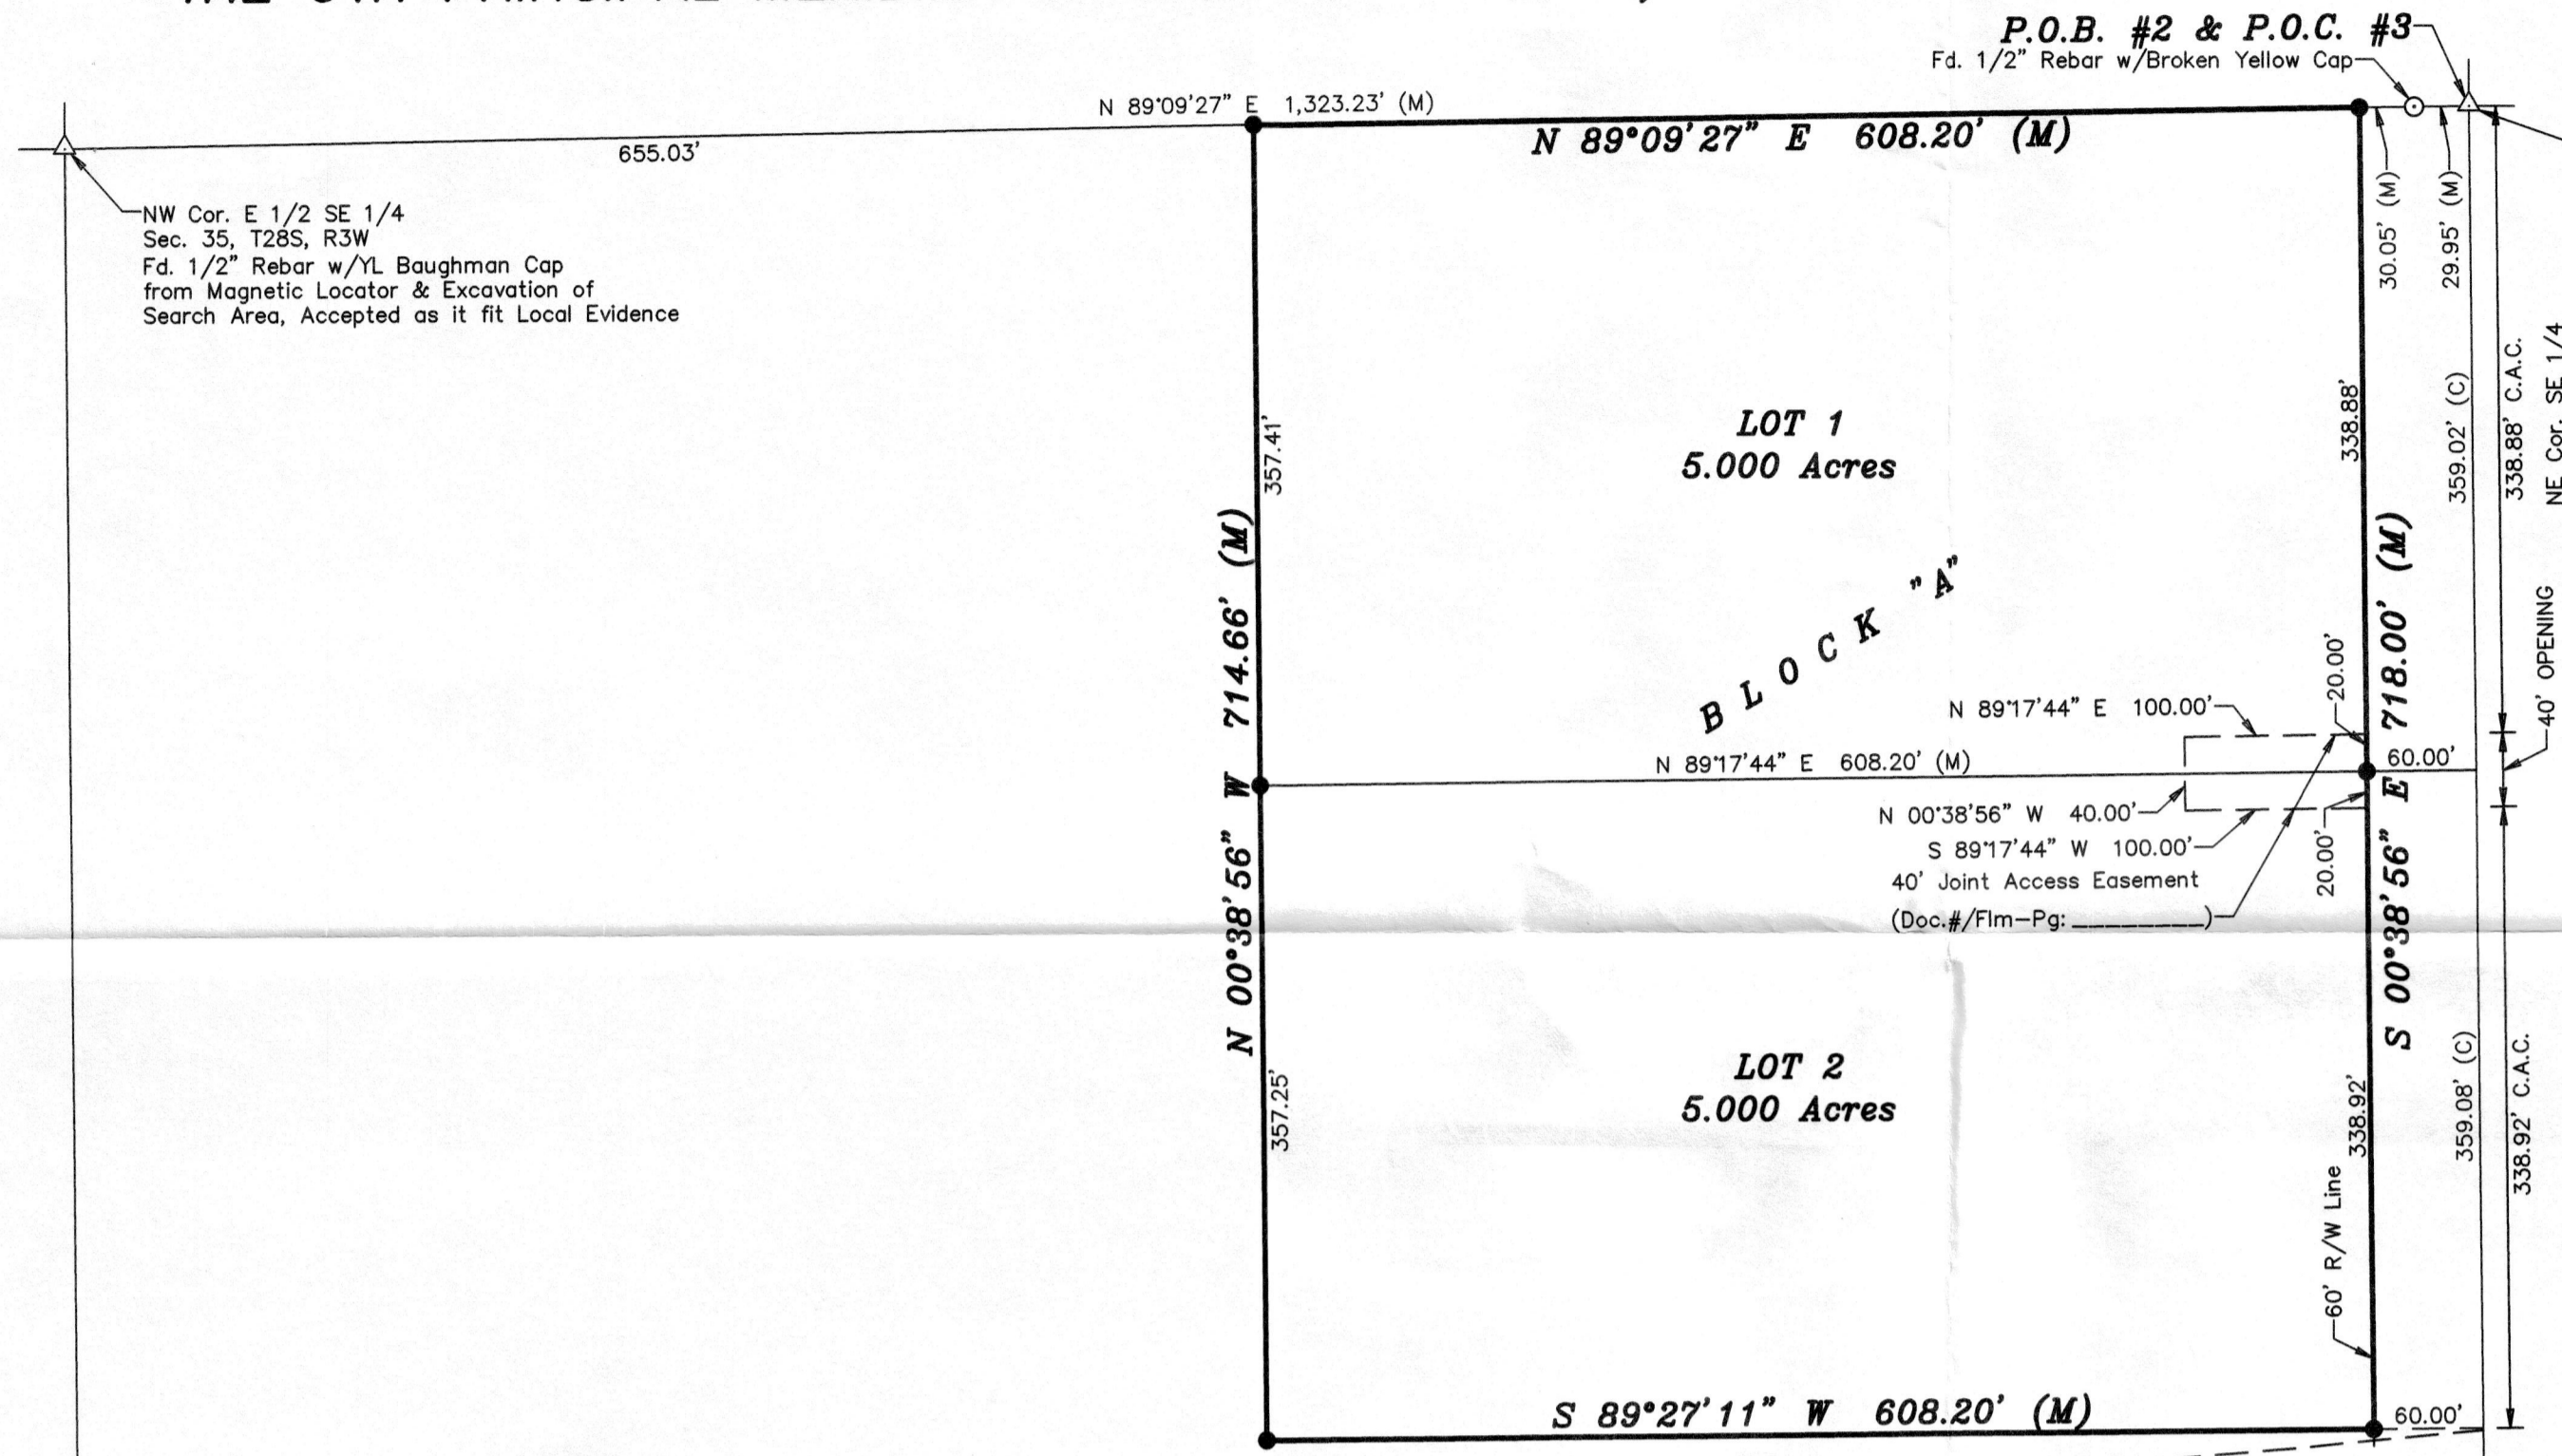 P.O.B. #2 & P.O.C. #3
Fd. 1/2" Rebar w/Broken Yellow Cap
N 89°09'27" E 1,323.23' (M)
N 89°09'27" E 608.20' (M)
655.03'
NW Cor. E 1/2 SE 1/4
Sec. 35, T28S, R3W
Fd. 1/2" Rebar w/YL Baughman Cap
from Magnetic Locator & Excavation of
Search Area, Accepted as it fit Local Evidence
30.05' (M)
29.95' (M)
357.41'
LOT 1
5.000 Acres
338.88'
359.02' (C)
338.88' C.A.C.
NE Cor. SE 1/4
N 00°38'56" W 714.66' (M)
BLOCK "A"
S 00°38'56" E 718.00' (M)
40' OPENING
20.00'
N 89°17'44" E 100.00'
N 89°17'44" E 608.20' (M)
60.00'
N 00°38'56" W 40.00'
S 89°17'44" W 100.00'
40' Joint Access Easement
(Doc.#/Flm-Pg: _________)
20.00'
357.25'
LOT 2
5.000 Acres
338.92'
359.08' (C)
338.92' C.A.C.
60' R/W Line
S 89°27'11" W 608.20' (M)
60.00'